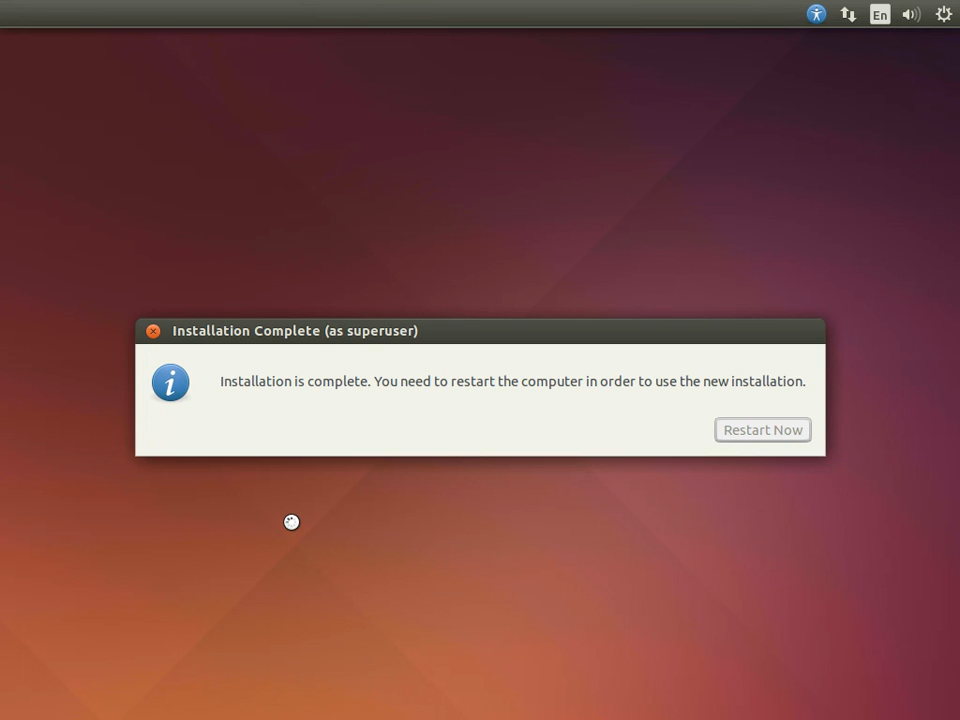 En
Installation Complete (as superuser)
Installation is complete. You need to restart the computer in order to use the new installation.
Restart Now